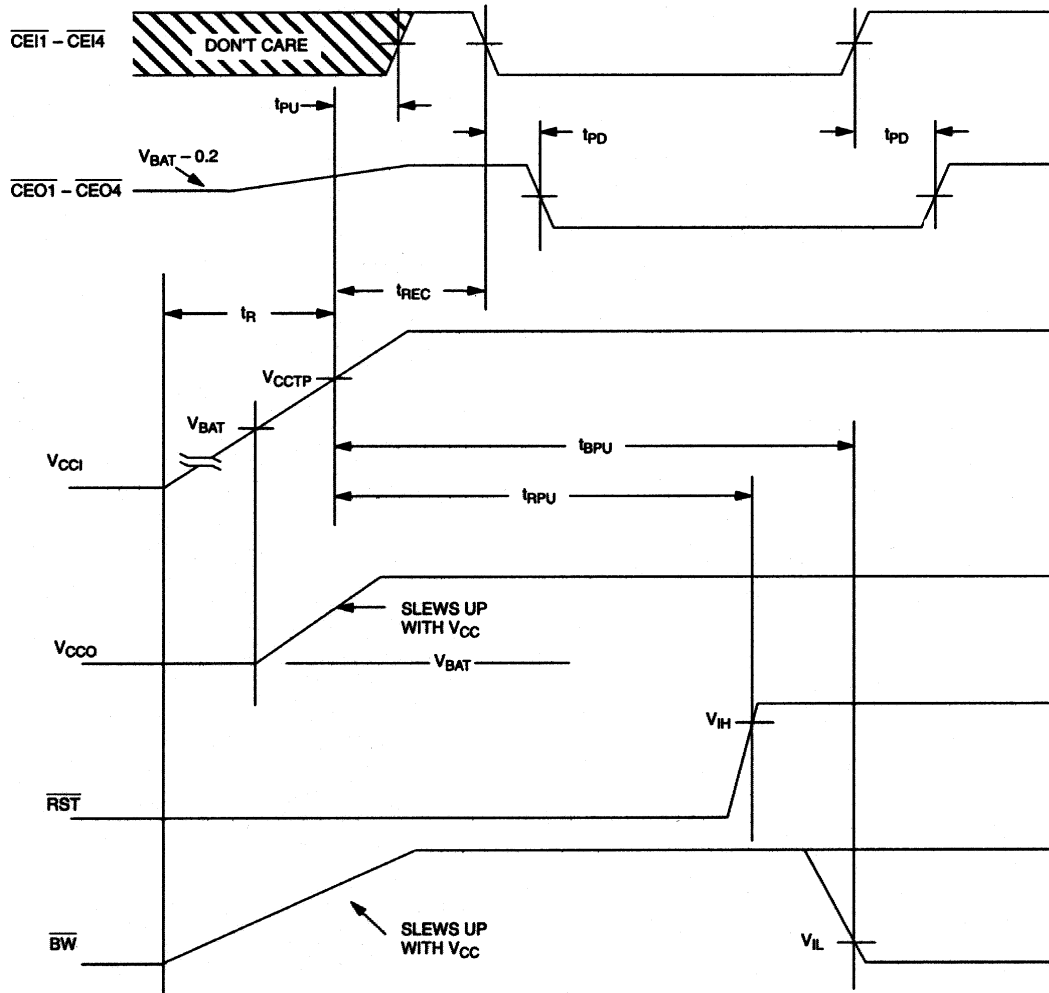 CEI1 – CEI4
DON'T CARE
tPU
tPD
tPD
VBAT – 0.2
CEO1 – CEO4
tREC
tR
VCCTP
VBAT
tBPU
VCCI
tRPU
SLEWS UP
WITH VCC
VCCO
VBAT
VIH
RST
SLEWS UP
WITH VCC
BW
VIL